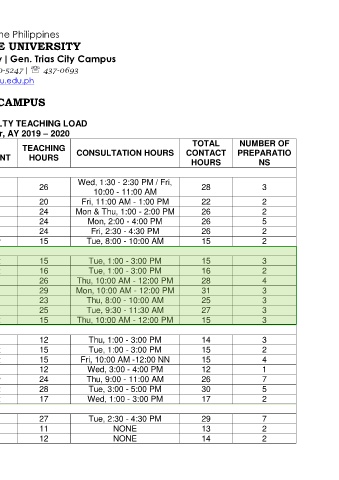 ne Philippines
E UNIVERSITY
| Gen. Trias City Campus
0-5247 | ☏ 437-0693
u.edu.ph
CAMPUS
LTY TEACHING LOAD
r, AY 2019 – 2020
NT TEACHING HOURS CONSULTATION HOURS TOTAL CONTACT HOURS NUMBER OF PREPARATIO NS
26 Wed, 1:30 - 2:30 PM / Fri, 10:00 - 11:00 AM 28 3
20 Fri, 11:00 AM - 1:00 PM 22 2
24 Mon & Thu, 1:00 - 2:00 PM 26 2
24 Mon, 2:00 - 4:00 PM 26 5
24 Fri, 2:30 - 4:30 PM 26 2
15 Tue, 8:00 - 10:00 AM 15 2
15 Tue, 1:00 - 3:00 PM 15 3
16 Tue, 1:00 - 3:00 PM 16 2
26 Thu, 10:00 AM - 12:00 PM 28 4
29 Mon, 10:00 AM - 12:00 PM 31 3
23 Thu, 8:00 - 10:00 AM 25 3
25 Tue, 9:30 - 11:30 AM 27 3
15 Thu, 10:00 AM - 12:00 PM 15 3
12 Thu, 1:00 - 3:00 PM 14 3
15 Tue, 1:00 - 3:00 PM 15 2
15 Fri, 10:00 AM -12:00 NN 15 4
12 Wed, 3:00 - 4:00 PM 12 1
24 Thu, 9:00 - 11:00 AM 26 7
28 Tue, 3:00 - 5:00 PM 30 5
17 Wed, 1:00 - 3:00 PM 17 2
27 Tue, 2:30 - 4:30 PM 29 7
11 NONE 13 2
12 NONE 14 2